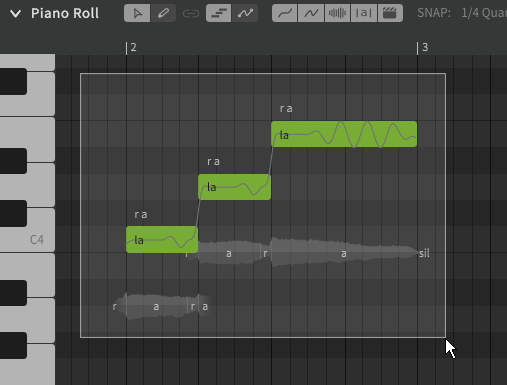 Piano Roll |a| SNAP: 1/4 Quar
2 3
r a
la
r a
la
r a
la
C4
r a r a sil
r a r a